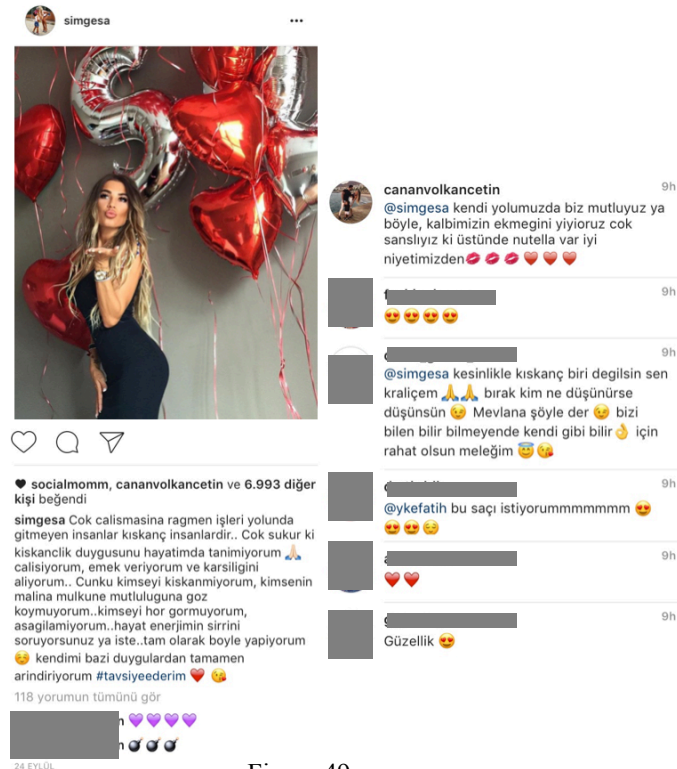 simgesa
socialmomm, cananvolkancetin ve 6.993 diğer
kişi beğendi
simgesa Cok calismasina ragmen işleri yolunda
gitmeyen insanlar kıskanç insanlardir.. Cok sukur ki
kiskanclik duygusunu hayatimda tanimiyorum 🙏🏻
calisiyorum, emek veriyorum ve karsiligini
aliyorum.. Cunku kimseyi kiskanmiyorum, kimsenin
malina mulkune mutluluguna goz
koymuyorum..kimseyi hor gormuyorum,
asagilamiyorum..hayat enerjimin sirrini
soruyorsunuz ya iste..tam olarak boyle yapiyorum
☺️ kendimi bazi duygulardan tamamen
arindiriyorum #tavsiyeederim ❤️ 😘
118 yorumun tümünü gör
💜 💜 💜 💜
💣 💣 💣
24 EYLÜL
cananvolkancetin 9h
@simgesa kendi yolumuzda biz mutluyuz ya
böyle, kalbimizin ekmegini yiyioruz cok
sanslıyiz ki üstünde nutella var iyi
niyetimizden💋 💋 💋 ❤️ ❤️ ❤️
9h
😍 😍 😍 😍
9h
@simgesa kesinlikle kıskanç biri degilsin sen
kraliçem 🙏 🙏 bırak kim ne düşünürse
düşünsün 😉 Mevlana şöyle der 😉 bizi
bilen bilir bilmeyende kendi gibi bilir👌 için
rahat olsun meleğim 😇 😘
9h
@ykefatih bu saçı istiyorummmmmmm 😍
😍 😍 😌
9h
❤️ ❤️
9h
Güzellik 😍